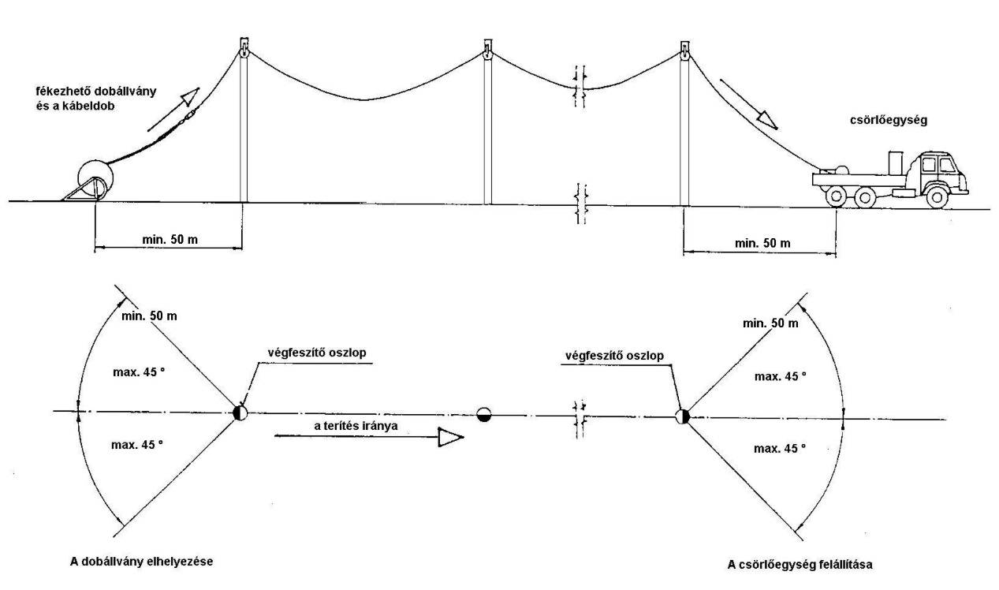 fékezhető dobállvány
és a kábeldob
csörlőegység
min. 50 m
min. 50 m
min. 50 m
min. 50 m
végfeszítő oszlop
végfeszítő oszlop
max. 45 º
max. 45 º
a terítés iránya
max. 45 º
max. 45 º
A dobállvány elhelyezése
A csörlőegység felállítása